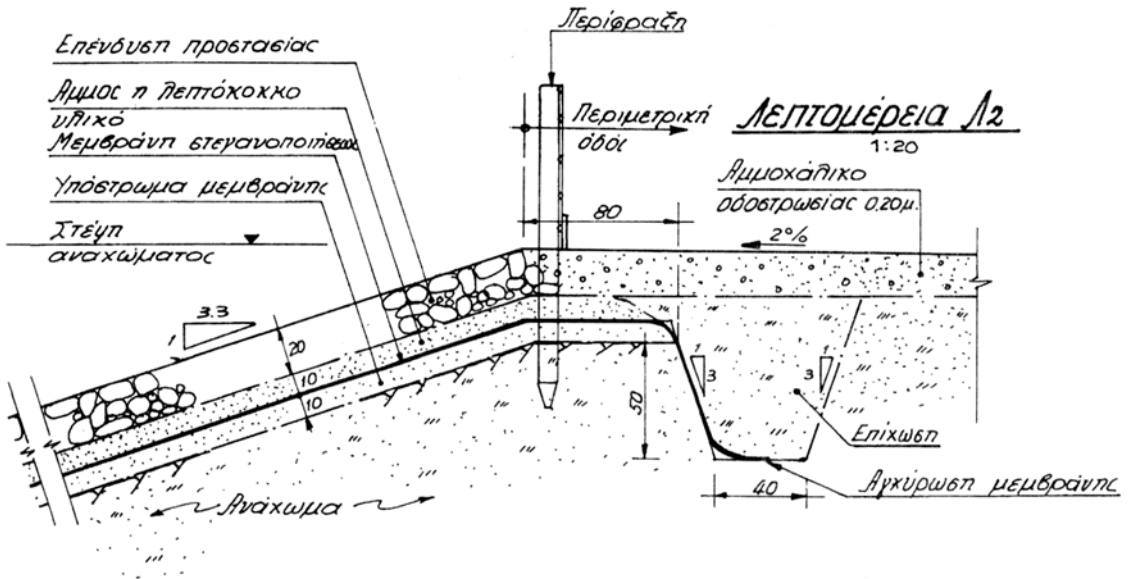 Περίφραξη
Επένδυση προστασίας
Αμμος η λεπτόκοκκο
υλικό
Μεμβράνη στεγανοποιήσεως
Υπόστρωμα μεμβράνης
Στέψη
αναχώματος
Περιμετρική
οδός
Λεπτομέρεια Λ2
1:20
Αμμοχάλικο
οδοστρωσίας 0.20μ.
80
2%
3.3
1
20
10
10
1
3
1
3
50
Επίχωση
40
Αγκύρωση μεμβράνης
Ανάχωμα